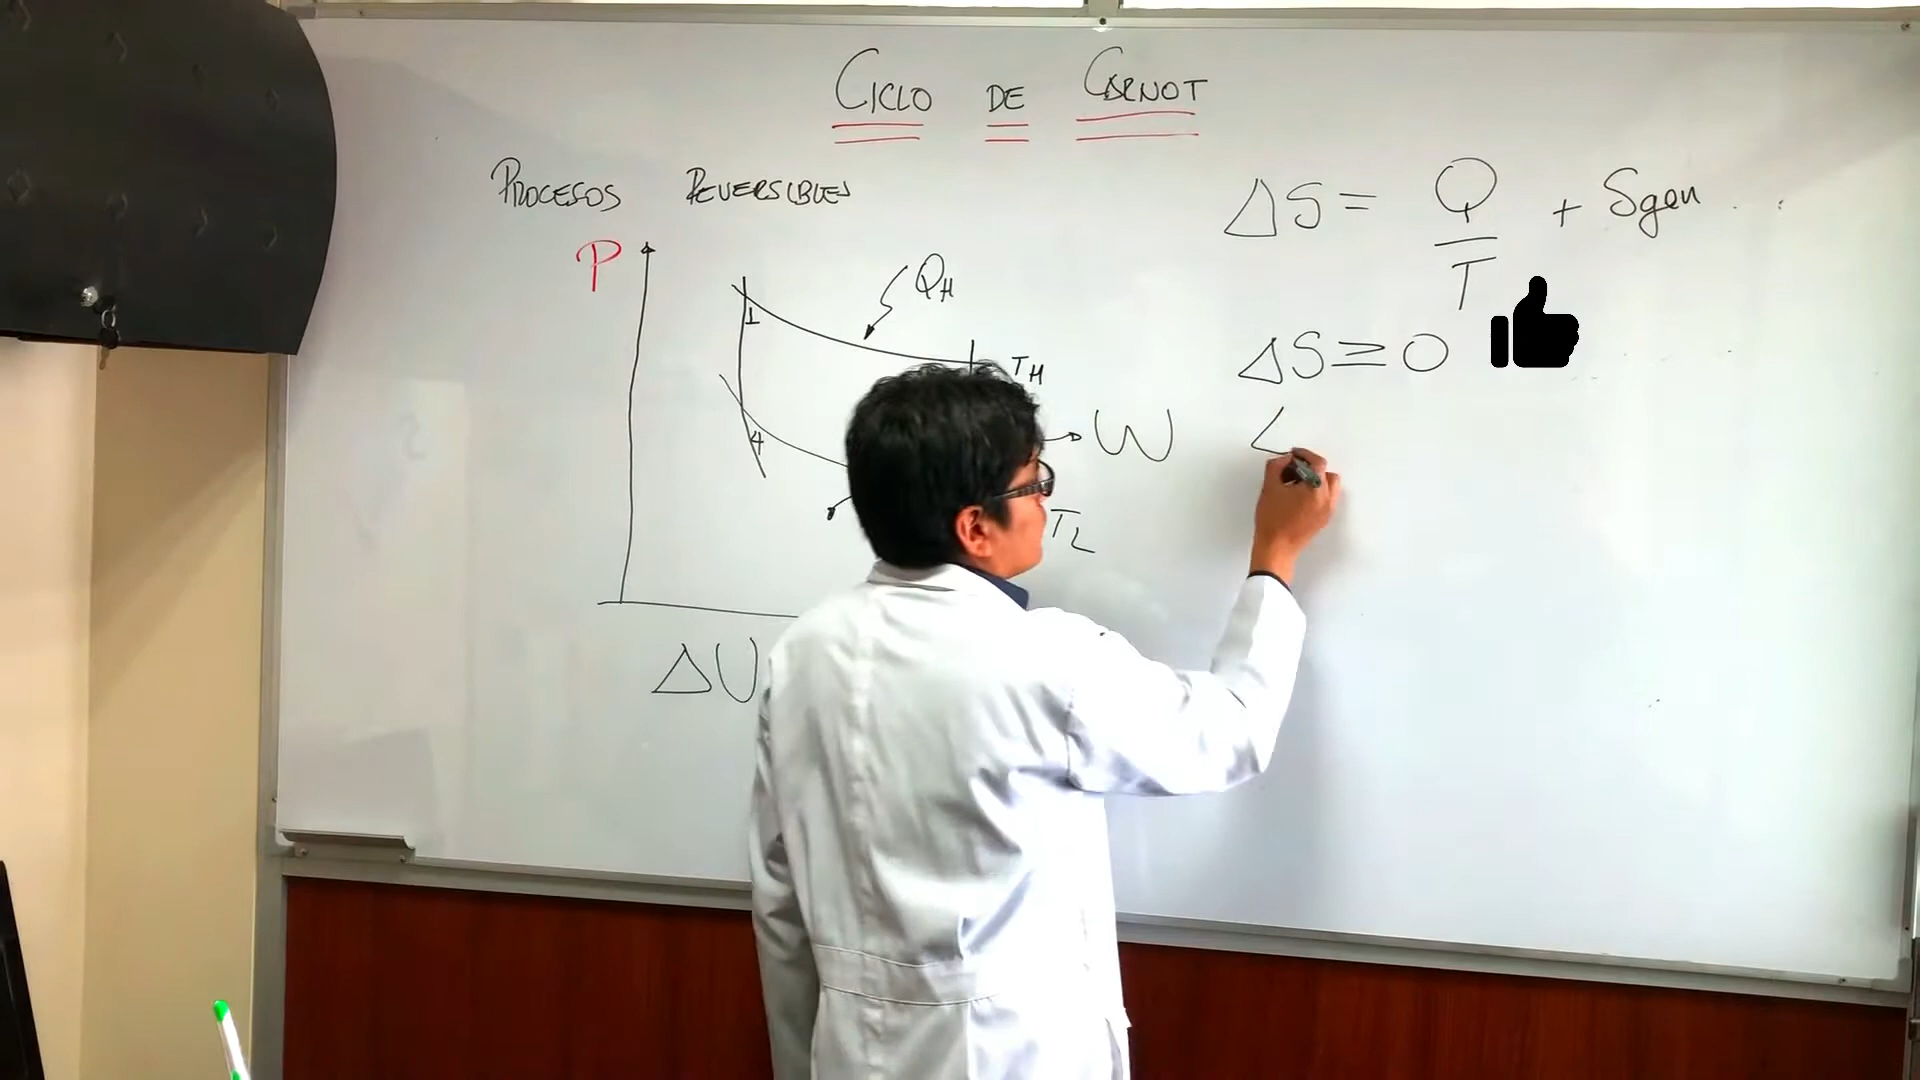 CICLO DE CARNOT
PROCESOS REVERSIBLES
P
1
QH
TH
4
W
TL
ΔU
ΔS = Q/T + Sgen
ΔS ≥ 0